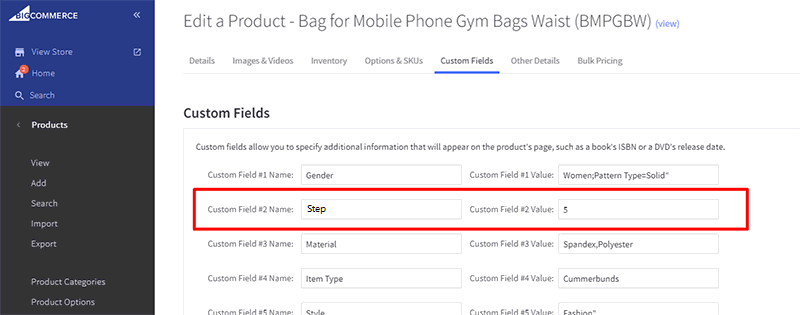 BIGCOMMERCE «
Edit a Product - Bag for Mobile Phone Gym Bags Waist (BMPGBW) (view)
View Store
2
Home
Search
Details Images & Videos Inventory Options & SKUs Custom Fields Other Details Bulk Pricing
Products
Custom Fields
Custom fields allow you to specify additional information that will appear on the product's page, such as a book's ISBN or a DVD's release date.
View
Add
Search
Import
Export
Product Categories
Product Options
Custom Field #1 Name: Gender Custom Field #1 Value: Women;Pattern Type=Solid"
Custom Field #2 Name: Step Custom Field #2 Value: 5
Custom Field #3 Name: Material Custom Field #3 Value: Spandex,Polyester
Custom Field #4 Name: Item Type Custom Field #4 Value: Cummerbunds
Custom Field #5 Name: Style Custom Field #5 Value: Fashion"